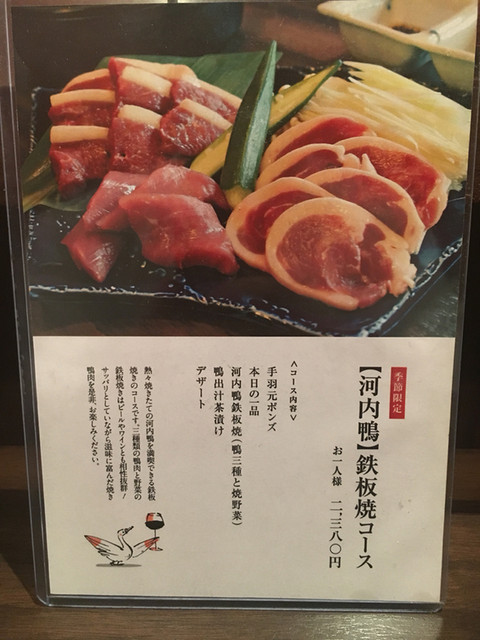 季節限定
【河内鴨】鉄板焼コース
お一人様　二、三八〇円
＜コース内容＞
手羽元ポンズ
本日の一品
河内鴨鉄板焼（鴨三種と焼野菜）
鴨出汁茶漬け
デザート
熱々焼きたての河内鴨を満喫できる鉄板
焼きのコースです。三種類の鴨肉と野菜の
鉄板焼きはビールやワインとも相性抜群！
サッパリとしていながら滋味に富んだ焼き
鴨肉を是非、お楽しみください。